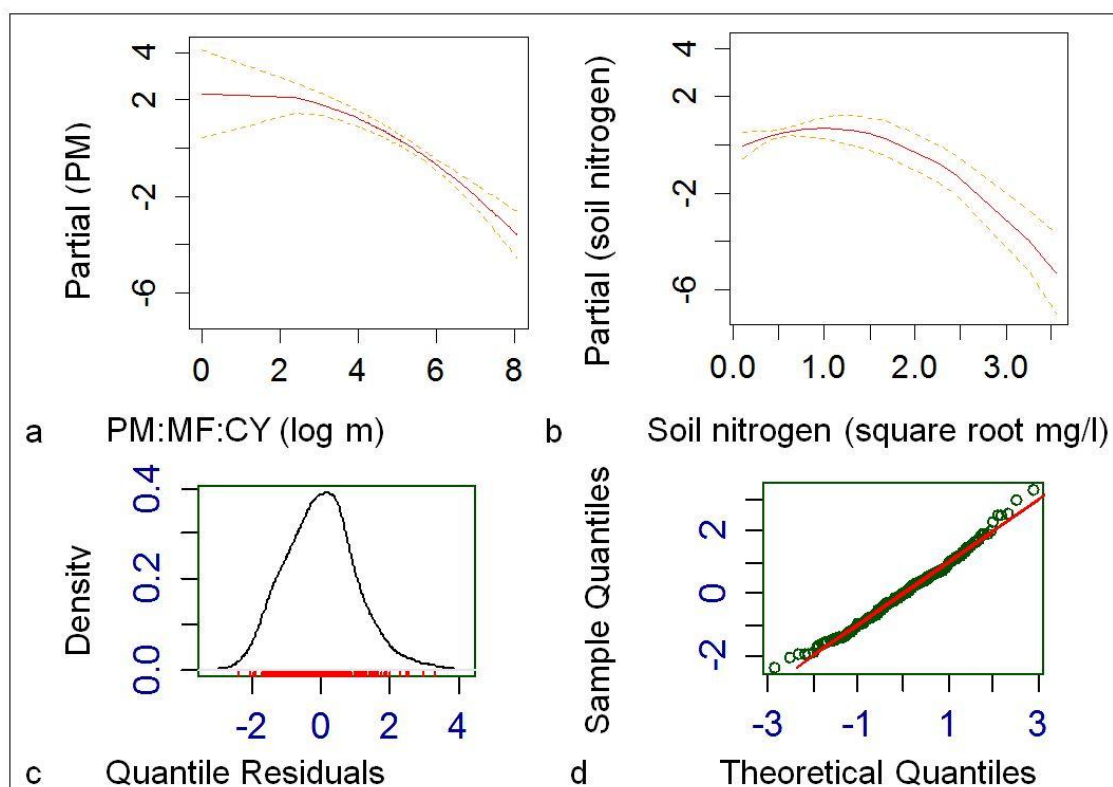 Partial (PM)
4
2
-2
-6
0 2 4 6 8
a PM:MF:CY (log m)
Partial (soil nitrogen)
4
2
-2
-6
0.0 1.0 2.0 3.0
b Soil nitrogen (square root mg/l)
Density
0.4
0.2
0.0
-2 0 2 4
c Quantile Residuals
Sample Quantiles
2
0
-2
-3 -1 1 3
d Theoretical Quantiles